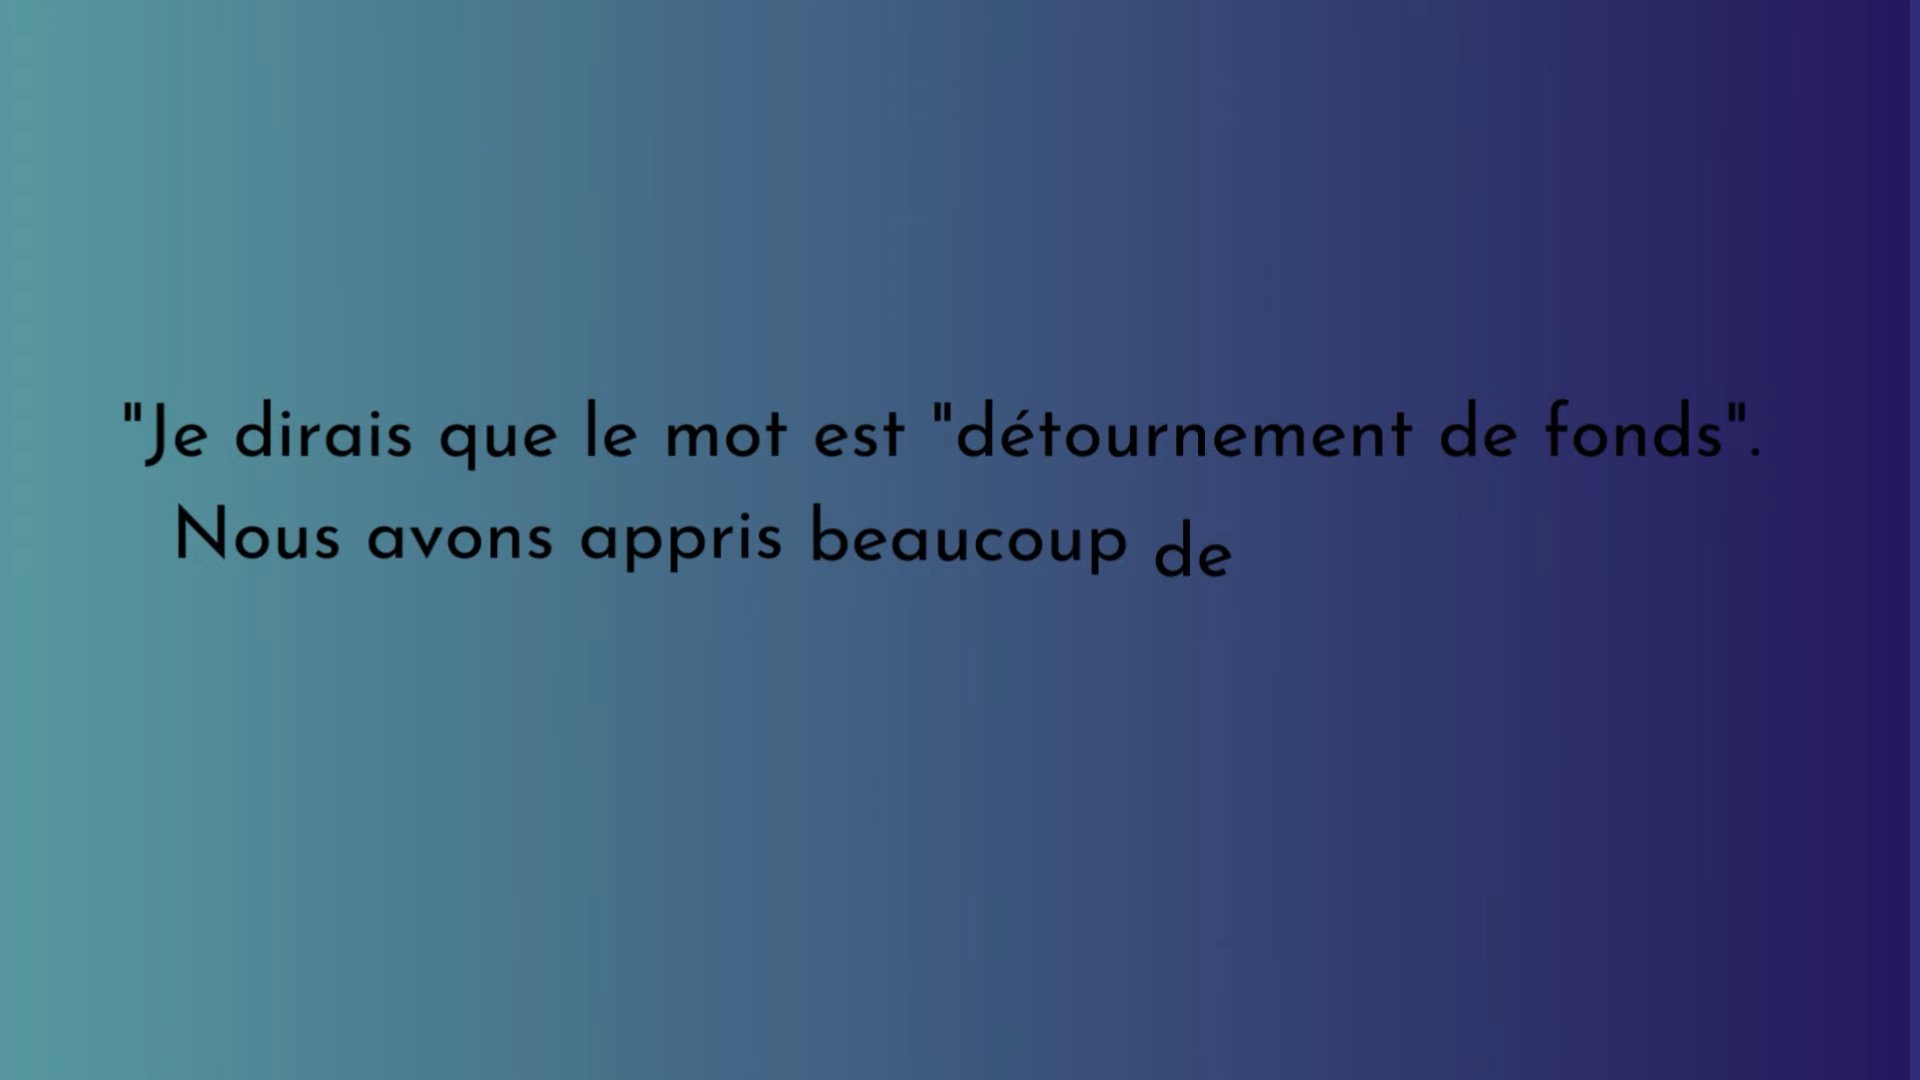 "Je dirais que le mot est "détournement de fonds".
Nous avons appris beaucoup de